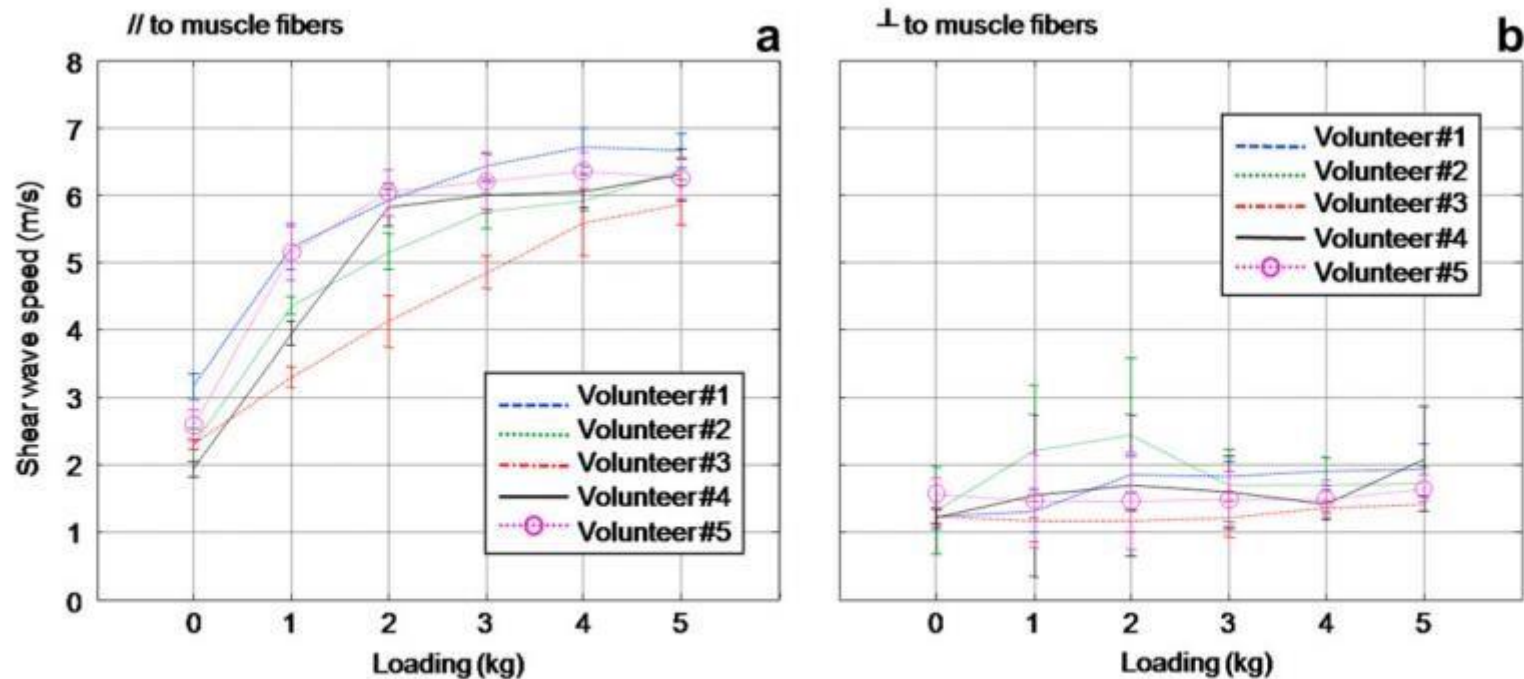 // to muscle fibers
a
8
7
6
5
4
3
2
1
0
Shear wave speed (m/s)
Volunteer #1
Volunteer #2
Volunteer #3
Volunteer #4
Volunteer #5
0 1 2 3 4 5
Loading (kg)
⊥ to muscle fibers
b
Volunteer #1
Volunteer #2
Volunteer #3
Volunteer #4
Volunteer #5
0 1 2 3 4 5
Loading (kg)